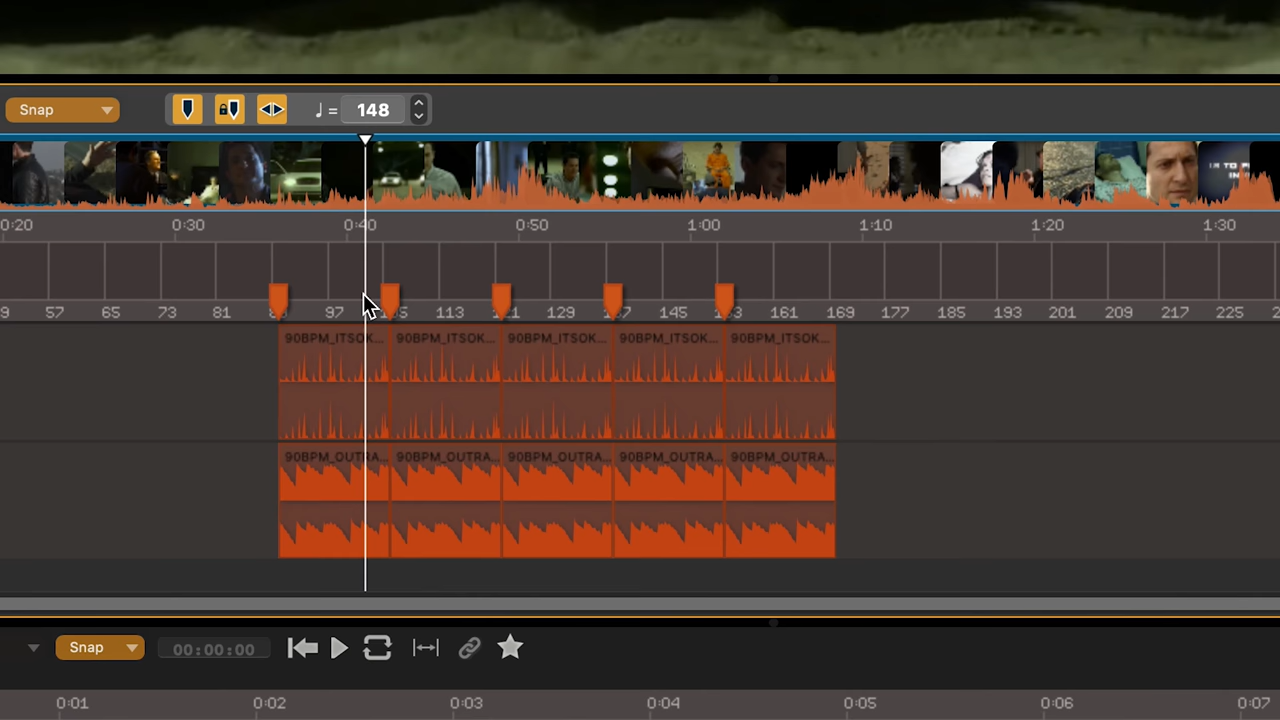 Snap ♩ = 148
0:20 0:30 0:40 0:50 1:00 1:10 1:20 1:30
57 65 73 81 97 113 129 145 161 169 177 185 193 201 209 217 225
90BPM_ITSOK... 90BPM_ITSOK... 90BPM_ITSOK... 90BPM_ITSOK... 90BPM_ITSOK...
90BPM_OUTRA... 90BPM_OUTRA... 90BPM_OUTRA... 90BPM_OUTRA... 90BPM_OUTRA...
Snap 00:00:00
0:01 0:02 0:03 0:04 0:05 0:06 0:07